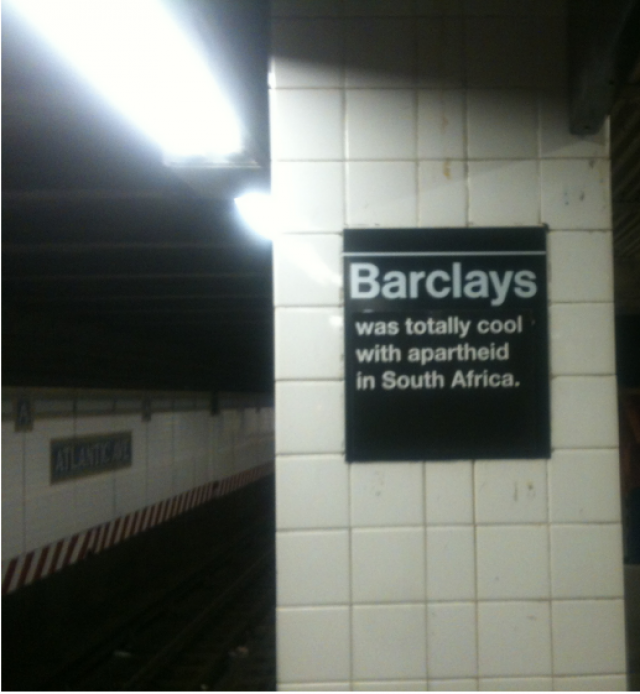 Barclays
was totally cool
with apartheid
in South Africa.
ATLANTIC AVE
A